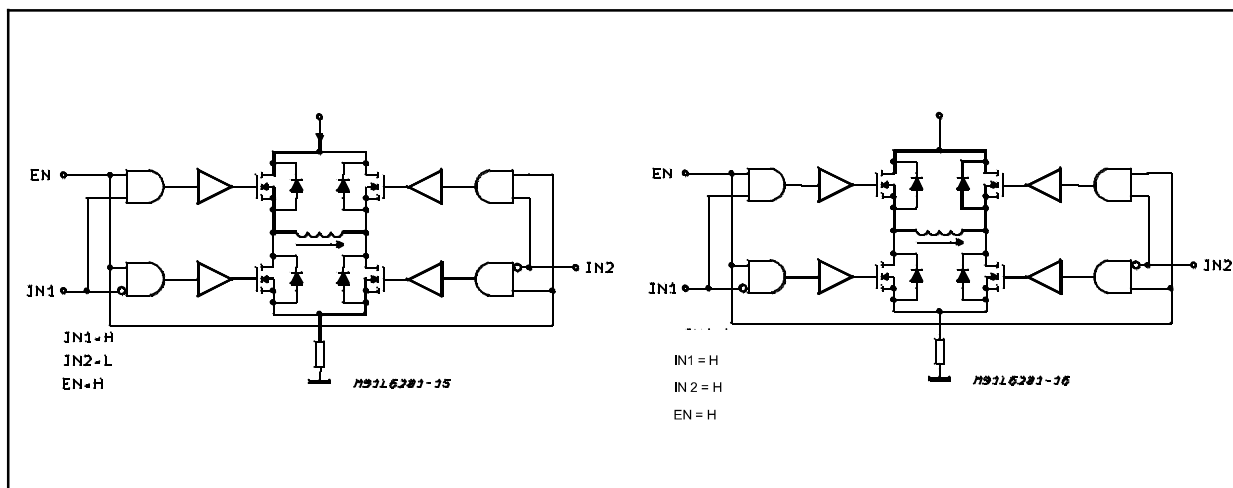 EN
IN1
IN2
IN1=H
IN2=L
EN=H
EN
IN1
IN2
IN1 = H
IN 2 = H
EN = H